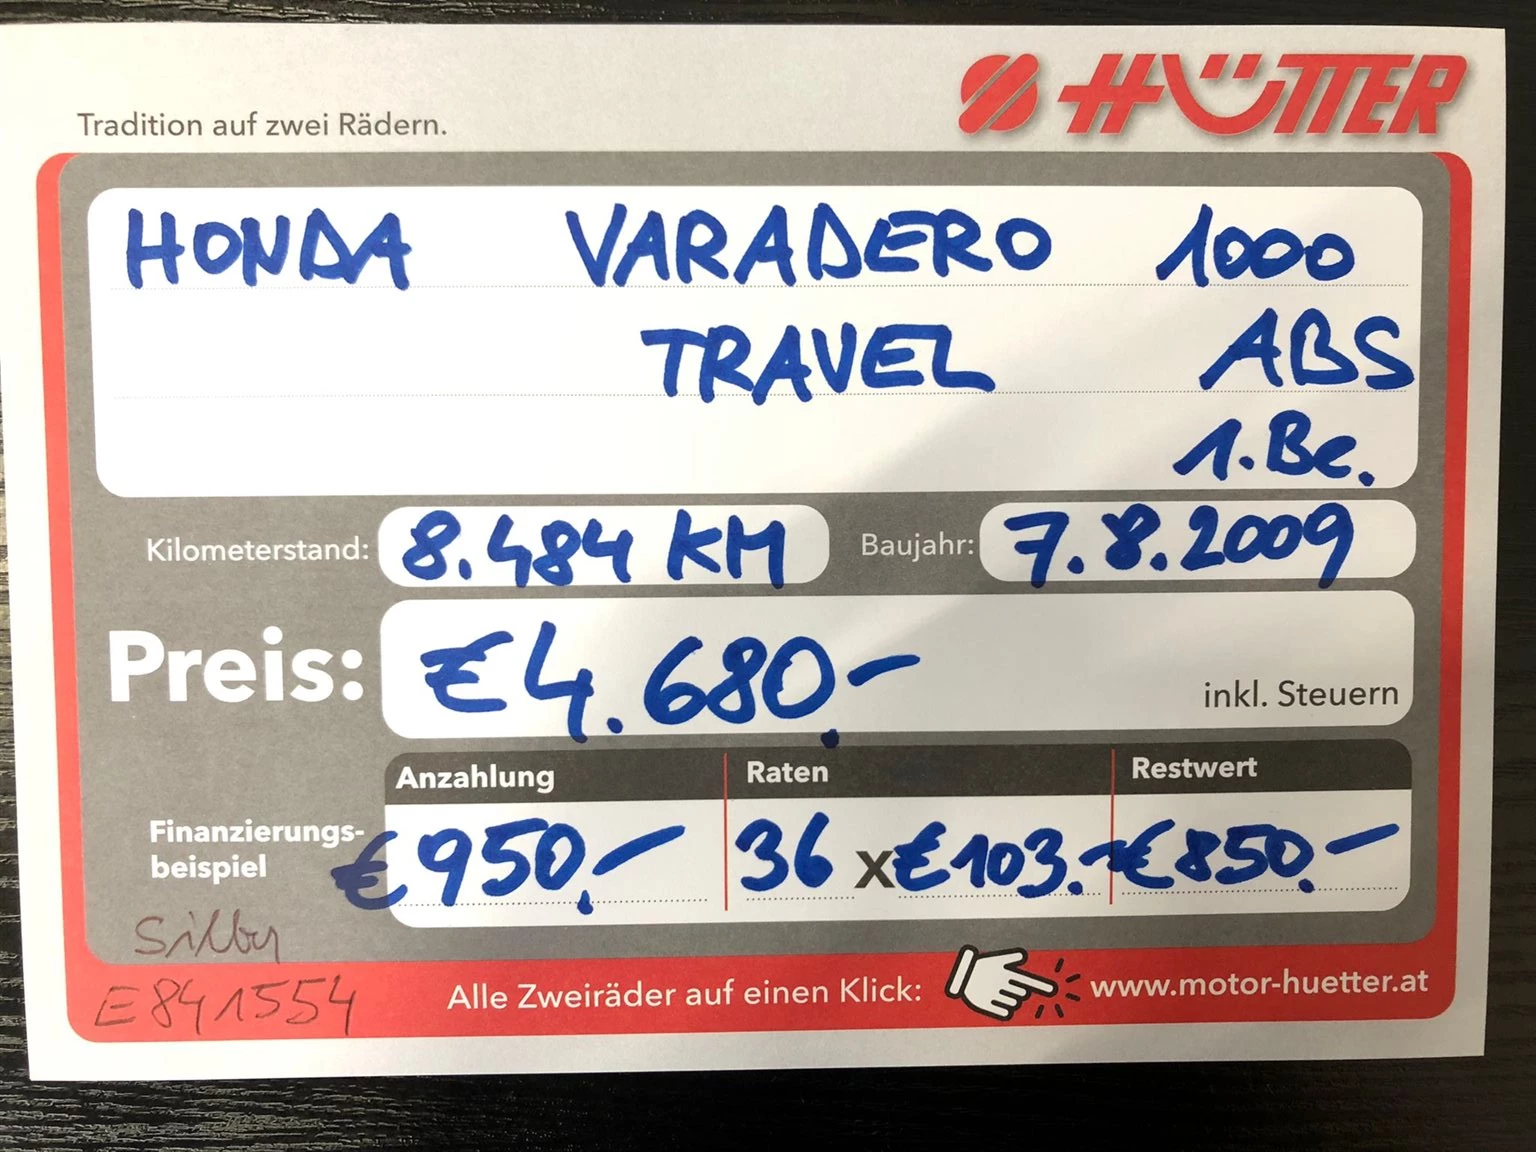 HÜTTER
Tradition auf zwei Rädern.
HONDA VARADERO 1000
TRAVEL ABS
1.Be.
Kilometerstand: 8.484 KM Baujahr: 7.8.2009
Preis: €4.680,- inkl. Steuern
Anzahlung Raten Restwert
Finanzierungs-
beispiel €950,- 36 x €103.- €850,-
E841554
Alle Zweiräder auf einen Klick: www.motor-huetter.at